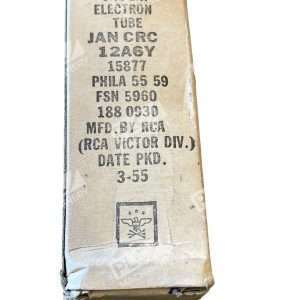 ELECTRON
TUBE
JAN CRC
12A6Y
15877
PHILA 55 59
FSN 5960
188 0930
MFD. BY RCA
(RCA VICTOR DIV.)
DATE PKD.
3-55